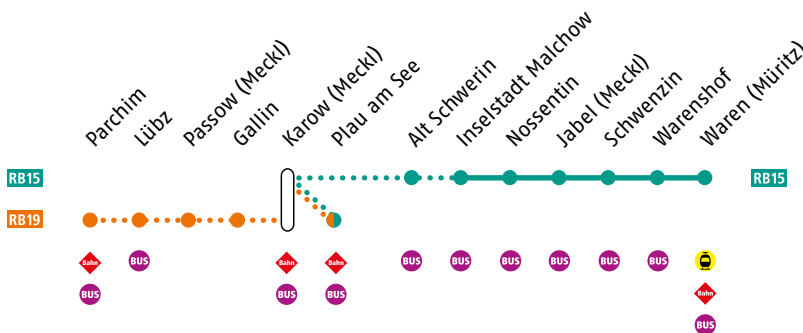 Parchim
Lübz
Passow (Meckl)
Gallin
Karow (Meckl)
Plau am See
Alt Schwerin
Inselstadt Malchow
Nossentin
Jabel (Meckl)
Schwenzin
Warenshof
Waren (Müritz)
RB15 RB15
RB19
Bahn BUS Bahn Bahn BUS BUS BUS BUS BUS BUS
BUS BUS BUS Bahn
BUS